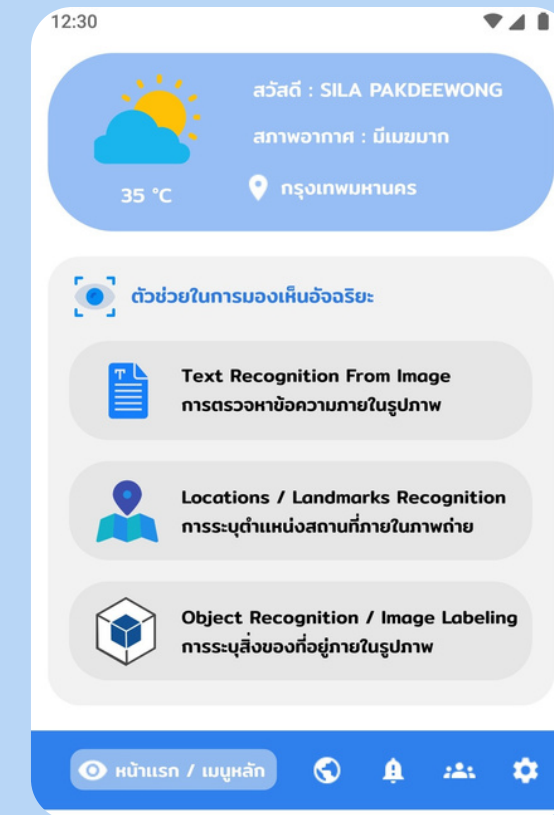 12:30
สวัสดี : SILA PAKDEEWONG
สภาพอากาศ : มีเมฆมาก
35 °C
กรุงเทพมหานคร
ตัวช่วยในการมองเห็นอัจฉริยะ
T
Text Recognition From Image
การตรวจหาข้อความภายในรูปภาพ
Locations / Landmarks Recognition
การระบุตำแหน่งสถานที่ภายในภาพถ่าย
Object Recognition / Image Labeling
การระบุสิ่งของที่อยู่ภายในรูปภาพ
หน้าแรก / เมนูหลัก